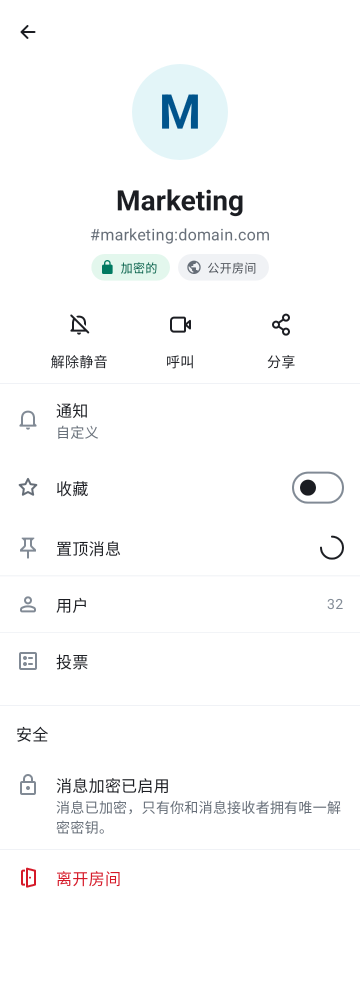 M
Marketing
#marketing:domain.com
加密的
公开房间
解除静音
呼叫
分享
通知
自定义
收藏
置顶消息
用户
32
投票
安全
消息加密已启用
消息已加密，只有你和消息接收者拥有唯一解
密密钥。
离开房间